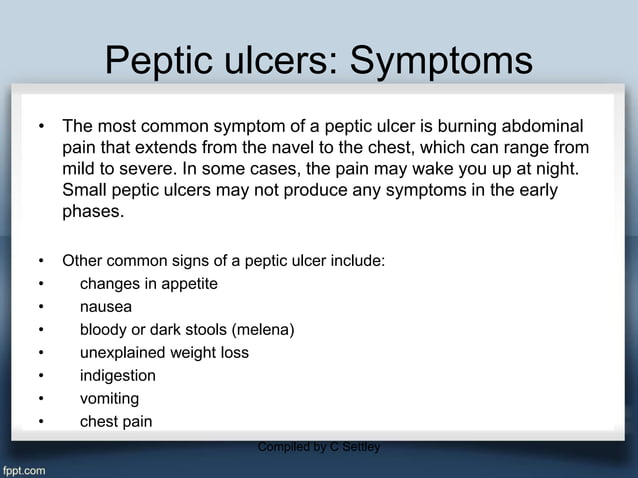 Peptic ulcers: Symptoms
• The most common symptom of a peptic ulcer is burning abdominal
pain that extends from the navel to the chest, which can range from
mild to severe. In some cases, the pain may wake you up at night.
Small peptic ulcers may not produce any symptoms in the early
phases.
• Other common signs of a peptic ulcer include:
• changes in appetite
• nausea
• bloody or dark stools (melena)
• unexplained weight loss
• indigestion
• vomiting
• chest pain
Compiled by C Settley
fppt.com